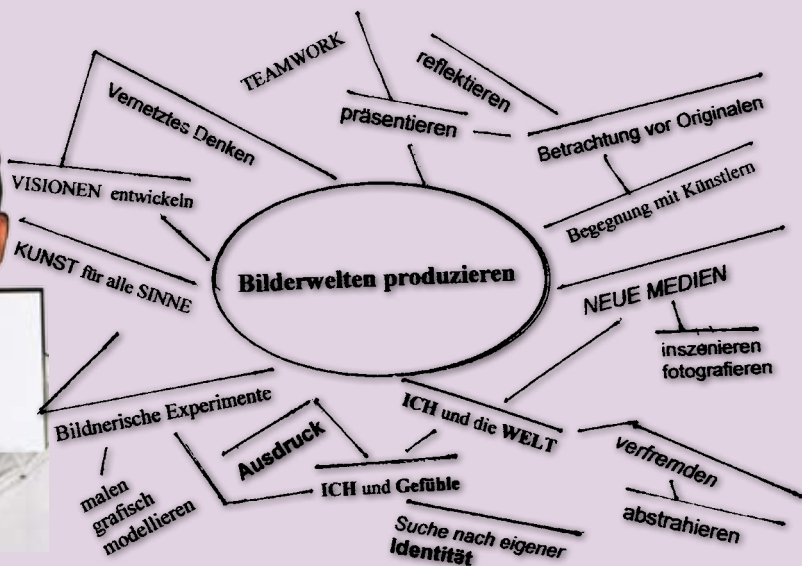 TEAMWORK
reflektieren
Vernetztes Denken
präsentieren
Betrachtung vor Originalen
VISIONEN entwickeln
Begegnung mit Künstlern
KUNST für alle SINNE
Bilderwelten produzieren
NEUE MEDIEN
inszenieren
fotografieren
Bildnerische Experimente
ICH und die WELT
Ausdruck
verfremden
malen
grafisch
modellieren
ICH und Gefühle
abstrahieren
Suche nach eigener
Identität